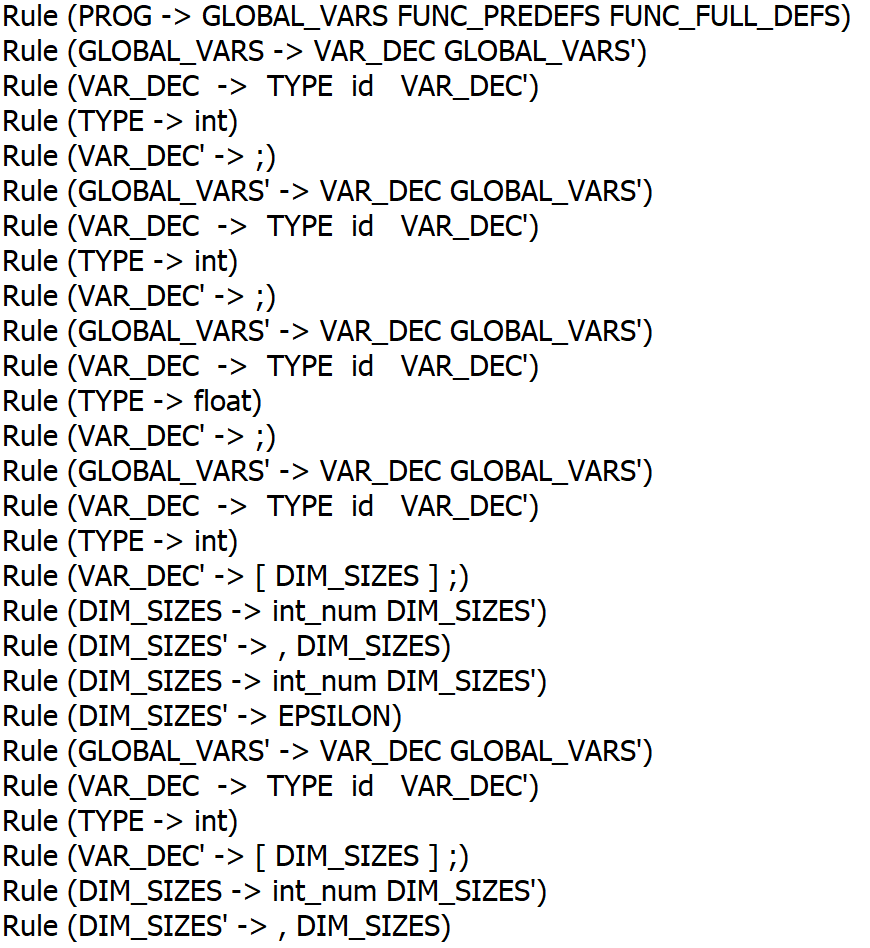 Rule (PROG -> GLOBAL_VARS FUNC_PREDEFS FUNC_FULL_DEFS)
Rule (GLOBAL_VARS -> VAR_DEC GLOBAL_VARS')
Rule (VAR_DEC  ->  TYPE  id   VAR_DEC')
Rule (TYPE -> int)
Rule (VAR_DEC' -> ;)
Rule (GLOBAL_VARS' -> VAR_DEC GLOBAL_VARS')
Rule (VAR_DEC  ->  TYPE  id   VAR_DEC')
Rule (TYPE -> int)
Rule (VAR_DEC' -> ;)
Rule (GLOBAL_VARS' -> VAR_DEC GLOBAL_VARS')
Rule (VAR_DEC  ->  TYPE  id   VAR_DEC')
Rule (TYPE -> float)
Rule (VAR_DEC' -> ;)
Rule (GLOBAL_VARS' -> VAR_DEC GLOBAL_VARS')
Rule (VAR_DEC  ->  TYPE  id   VAR_DEC')
Rule (TYPE -> int)
Rule (VAR_DEC' -> [ DIM_SIZES ] ;)
Rule (DIM_SIZES -> int_num DIM_SIZES')
Rule (DIM_SIZES' -> , DIM_SIZES)
Rule (DIM_SIZES -> int_num DIM_SIZES')
Rule (DIM_SIZES' -> EPSILON)
Rule (GLOBAL_VARS' -> VAR_DEC GLOBAL_VARS')
Rule (VAR_DEC  ->  TYPE  id   VAR_DEC')
Rule (TYPE -> int)
Rule (VAR_DEC' -> [ DIM_SIZES ] ;)
Rule (DIM_SIZES -> int_num DIM_SIZES')
Rule (DIM_SIZES' -> , DIM_SIZES)